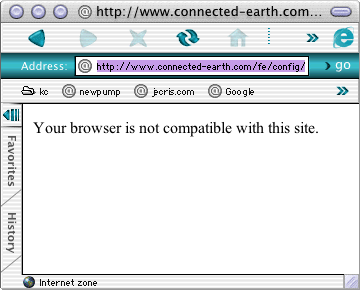 http://www.connected-earth.com...
Address: http://www.connected-earth.com/fe/config/ go
kc newpump jscris.com Google
Your browser is not compatible with this site.
Favorites
History
Internet zone